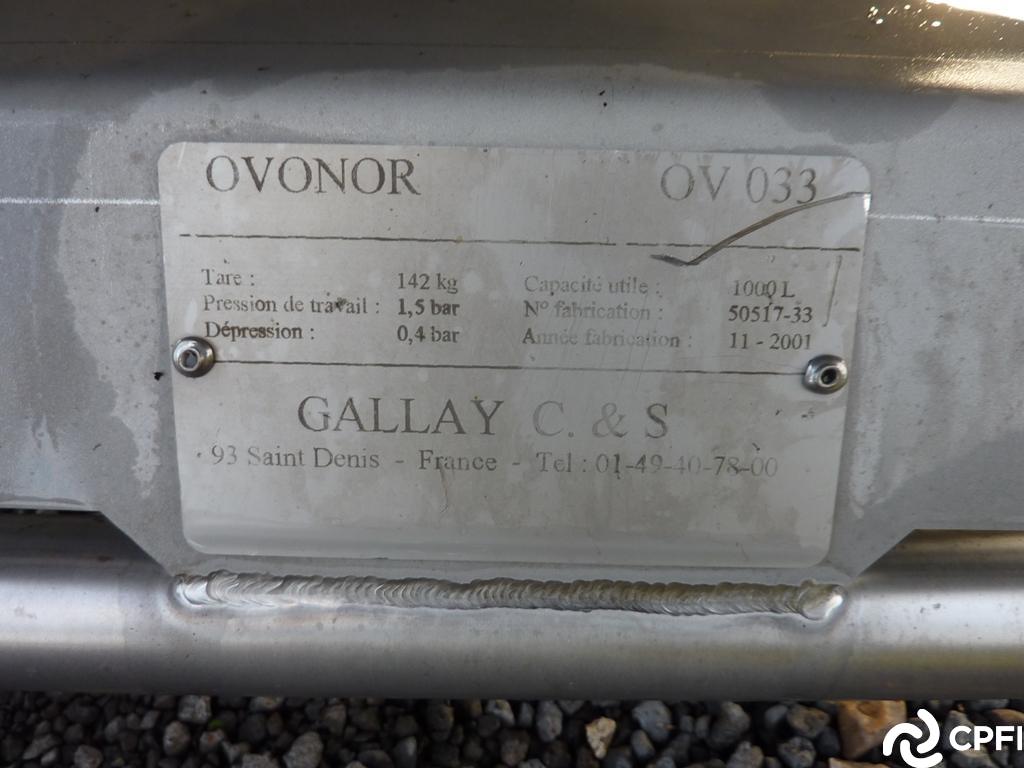 OVONOR OV 033
Tare : 142 kg Capacité utile : 1000 L
Pression de travail : 1,5 bar N° fabrication : 50517-33
Dépression : 0,4 bar Année fabrication : 11 - 2001
GALLAY C. & S
93 Saint Denis - France - Tel : 01-49-40-78-00
CPFI